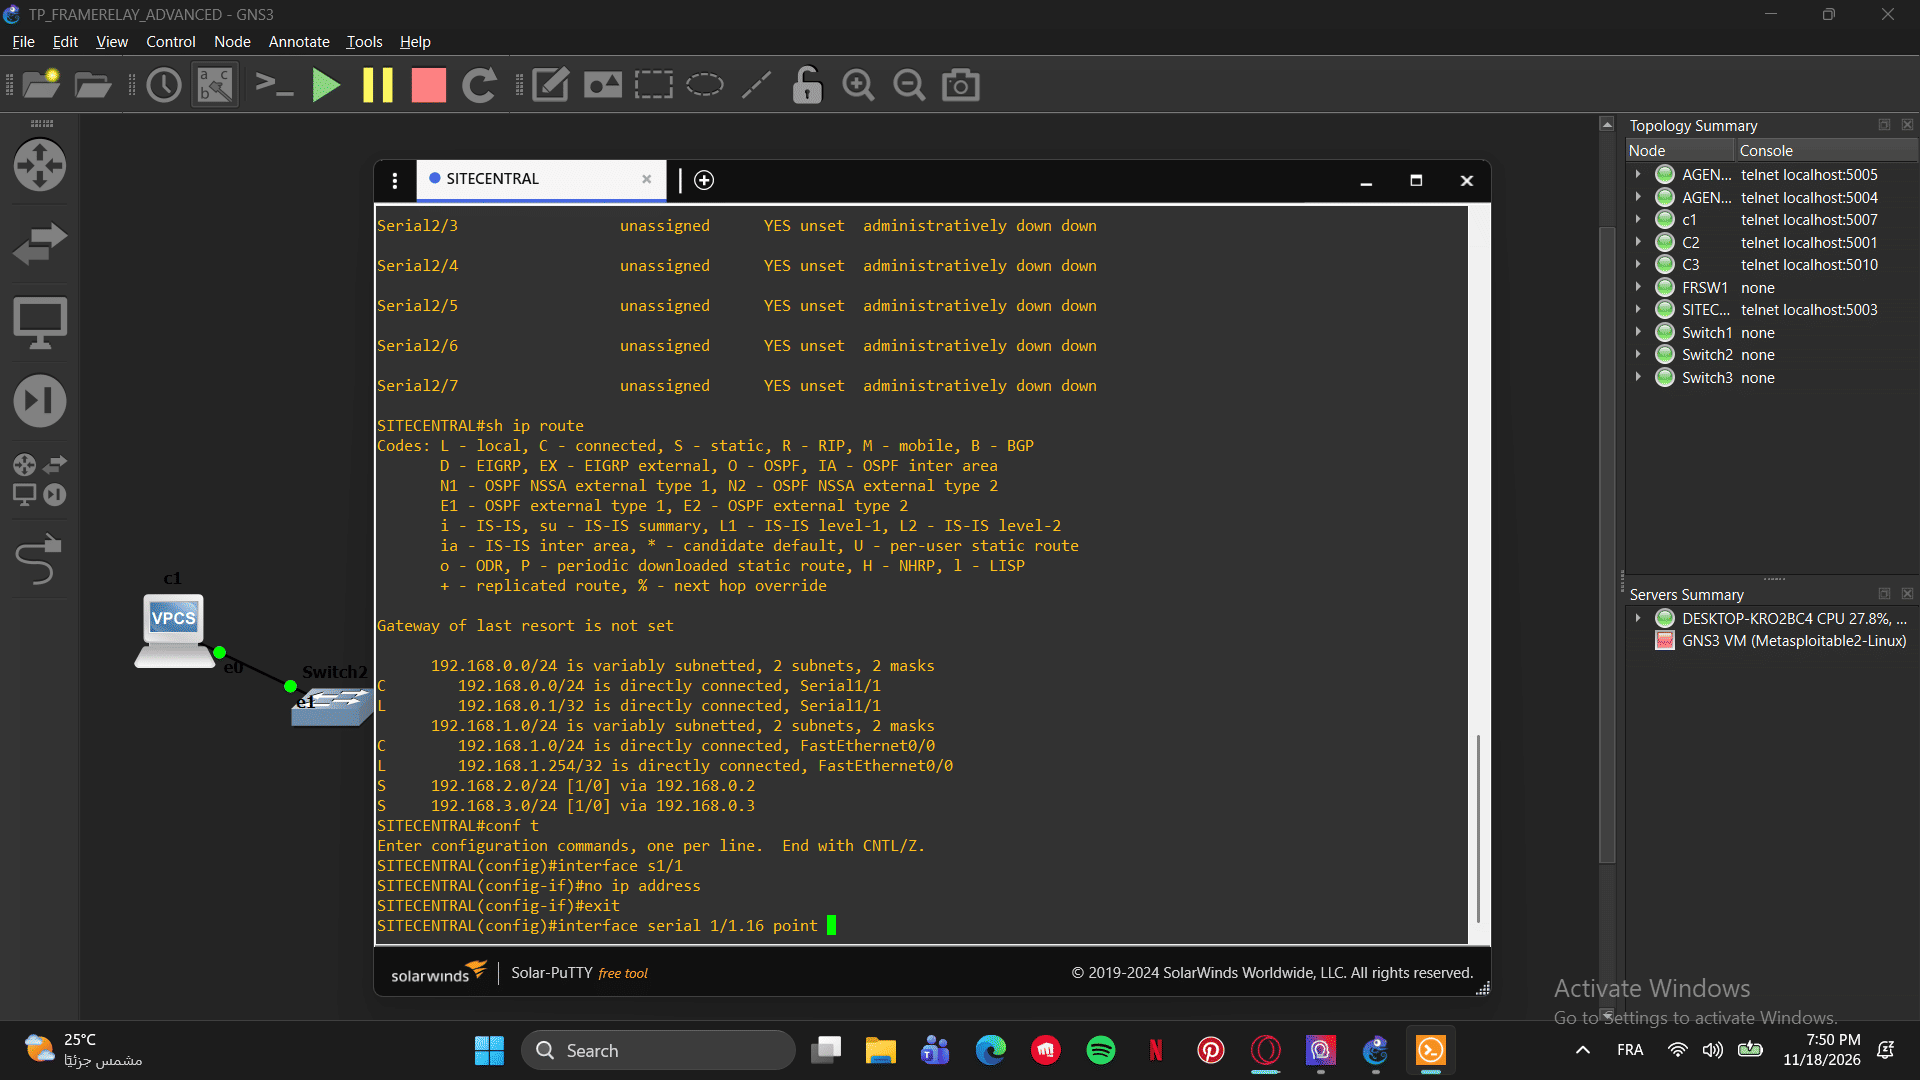 TP_FRAMERELAY_ADVANCED - GNS3
File Edit View Control Node Annotate Tools Help
SITECENTRAL
Serial2/3 unassigned YES unset administratively down down
Serial2/4 unassigned YES unset administratively down down
Serial2/5 unassigned YES unset administratively down down
Serial2/6 unassigned YES unset administratively down down
Serial2/7 unassigned YES unset administratively down down
SITECENTRAL#sh ip route
Codes: L - local, C - connected, S - static, R - RIP, M - mobile, B - BGP
D - EIGRP, EX - EIGRP external, O - OSPF, IA - OSPF inter area
N1 - OSPF NSSA external type 1, N2 - OSPF NSSA external type 2
E1 - OSPF external type 1, E2 - OSPF external type 2
i - IS-IS, su - IS-IS summary, L1 - IS-IS level-1, L2 - IS-IS level-2
ia - IS-IS inter area, * - candidate default, U - per-user static route
o - ODR, P - periodic downloaded static route, H - NHRP, l - LISP
+ - replicated route, % - next hop override
Gateway of last resort is not set
192.168.0.0/24 is variably subnetted, 2 subnets, 2 masks
C 192.168.0.0/24 is directly connected, Serial1/1
L 192.168.0.1/32 is directly connected, Serial1/1
192.168.1.0/24 is variably subnetted, 2 subnets, 2 masks
C 192.168.1.0/24 is directly connected, FastEthernet0/0
L 192.168.1.254/32 is directly connected, FastEthernet0/0
S 192.168.2.0/24 [1/0] via 192.168.0.2
S 192.168.3.0/24 [1/0] via 192.168.0.3
SITECENTRAL#conf t
Enter configuration commands, one per line. End with CNTL/Z.
SITECENTRAL(config)#interface s1/1
SITECENTRAL(config-if)#no ip address
SITECENTRAL(config-if)#exit
SITECENTRAL(config)#interface serial 1/1.16 point
solarwinds Solar-PuTTY free tool © 2019-2024 SolarWinds Worldwide, LLC. All rights reserved.
c1
VPCS
e0
Switch2
e1
Topology Summary
Node Console
AGEN... telnet localhost:5005
AGEN... telnet localhost:5004
c1 telnet localhost:5007
C2 telnet localhost:5001
C3 telnet localhost:5010
FRSW1 none
SITEC... telnet localhost:5003
Switch1 none
Switch2 none
Switch3 none
Servers Summary
DESKTOP-KRO2BC4 CPU 27.8%, ...
GNS3 VM (Metasploitable2-Linux)
Activate Windows
Go to Settings to activate Windows.
25°C
مشمس جزئيًا
Search
FRA
7:50 PM
11/18/2026